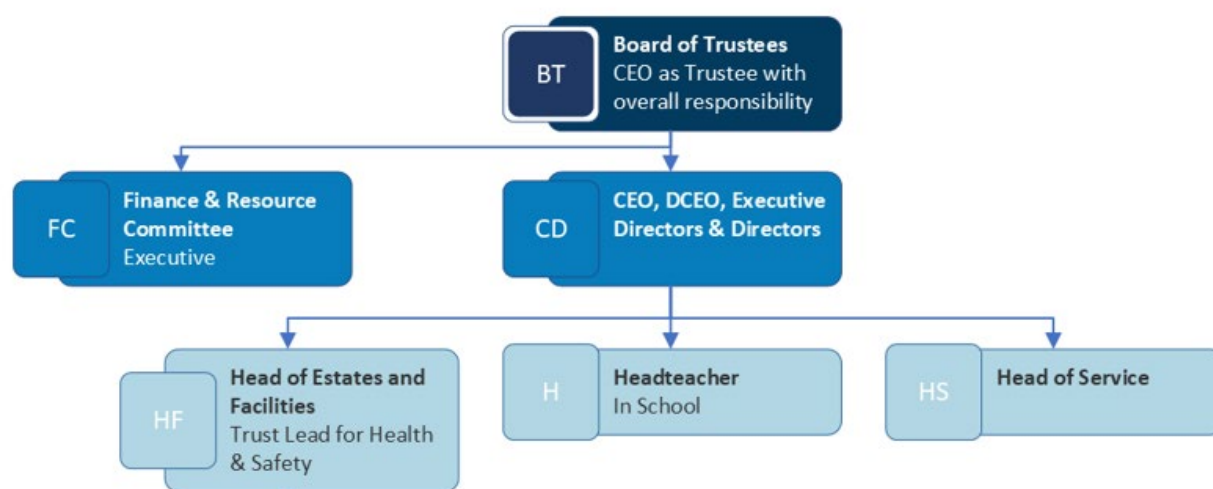 BT
Board of Trustees
CEO as Trustee with
overall responsibility
FC
Finance & Resource
Committee
Executive
CD
CEO, DCEO, Executive
Directors & Directors
HF
Head of Estates and
Facilities
Trust Lead for Health
& Safety
H
Headteacher
In School
HS
Head of Service